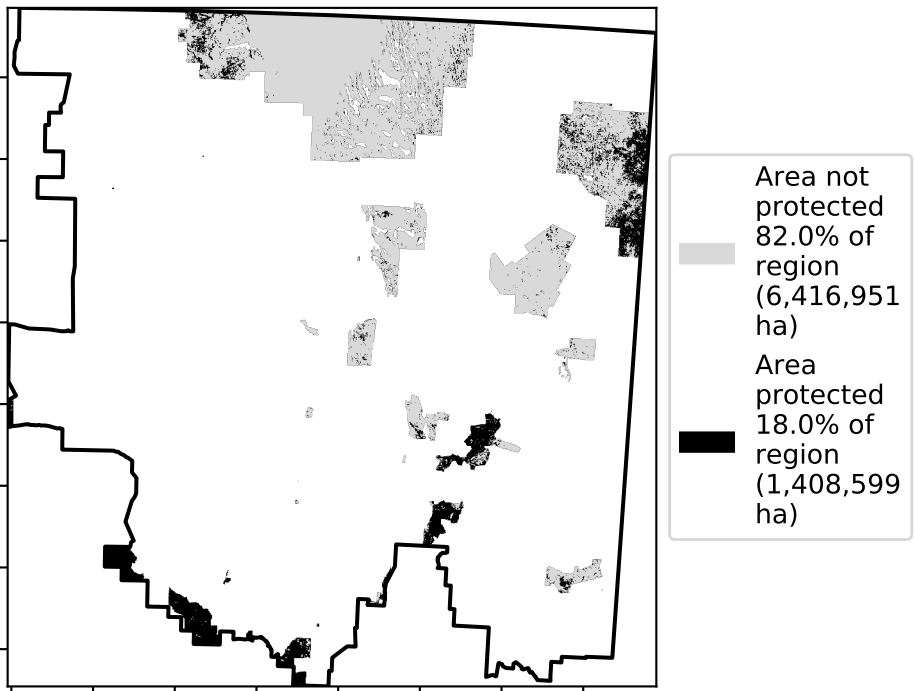 Area not
protected
82.0% of
region
(6,416,951
ha)
Area
protected
18.0% of
region
(1,408,599
ha)